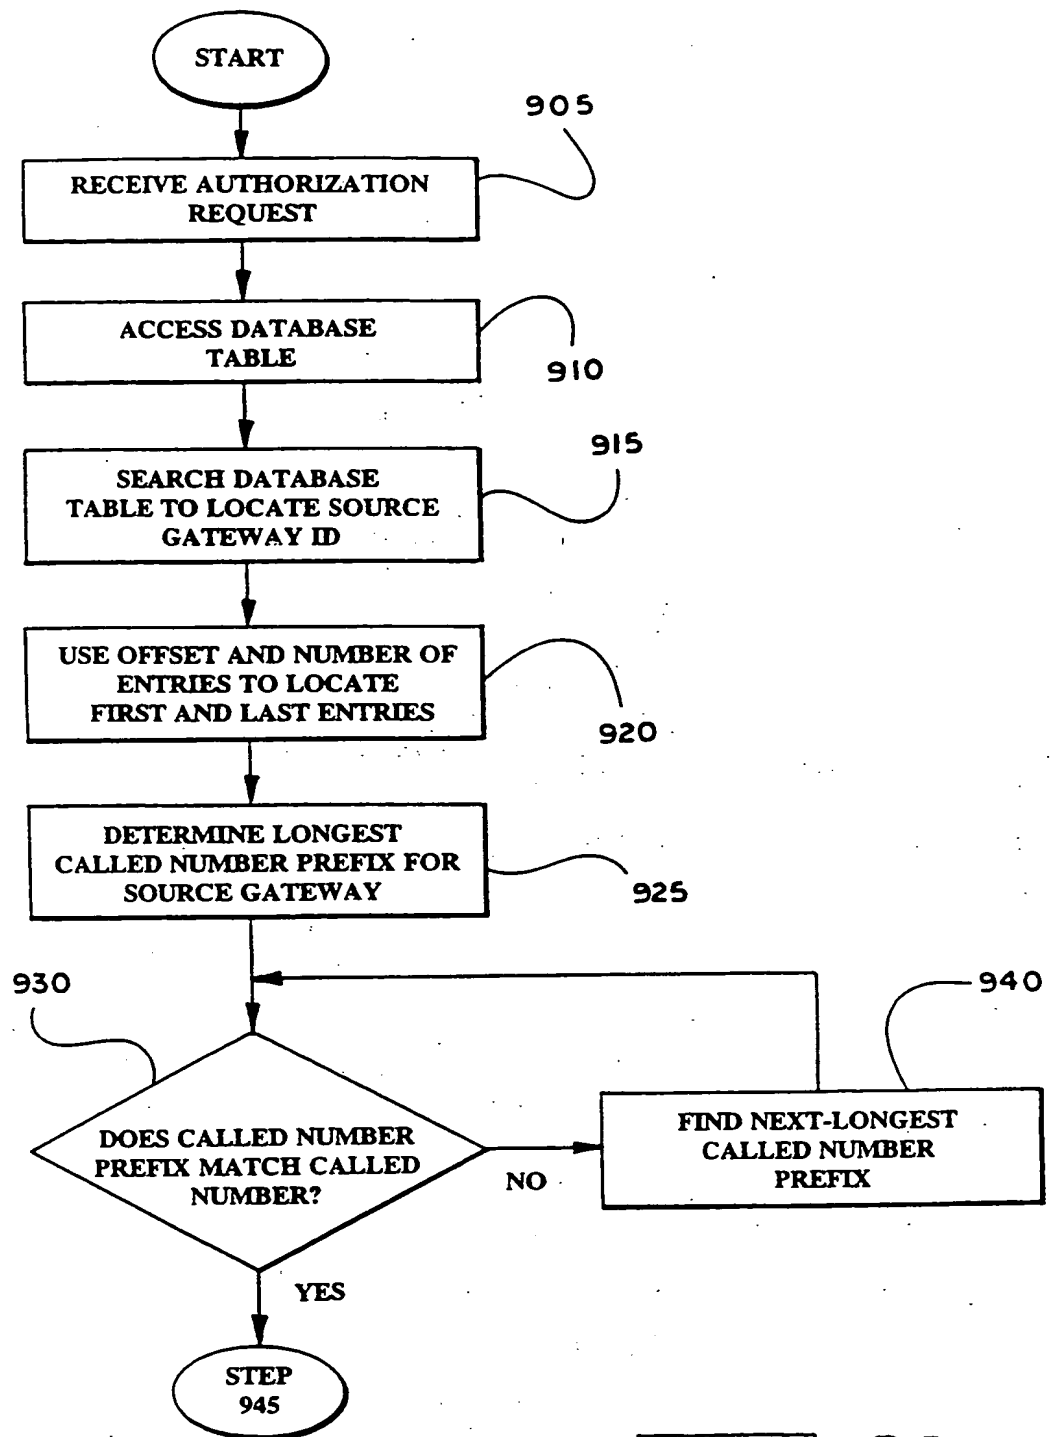 START
905
RECEIVE AUTHORIZATION
REQUEST
ACCESS DATABASE
TABLE
910
915
SEARCH DATABASE
TABLE TO LOCATE SOURCE
GATEWAY ID
USE OFFSET AND NUMBER OF
ENTRIES TO LOCATE
FIRST AND LAST ENTRIES
920
DETERMINE LONGEST
CALLED NUMBER PREFIX FOR
SOURCE GATEWAY
925
930
940
DOES CALLED NUMBER
PREFIX MATCH CALLED
NUMBER?
NO
FIND NEXT-LONGEST
CALLED NUMBER
PREFIX
YES
STEP
945